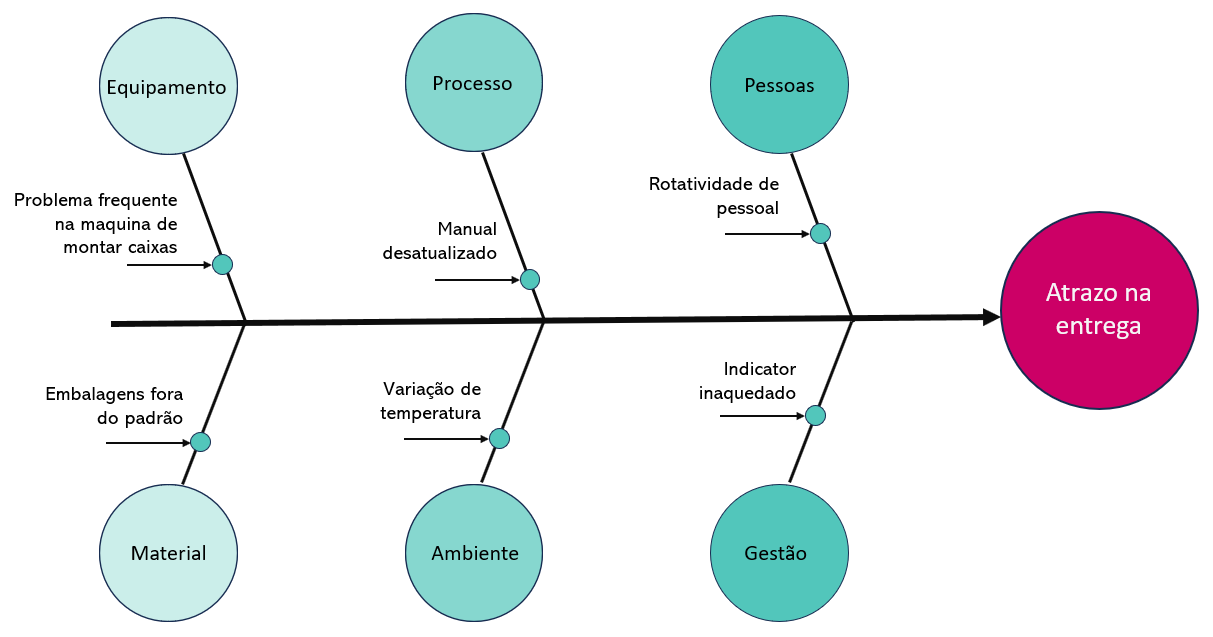 Equipamento
Processo
Pessoas
Problema frequente
na maquina de
montar caixas
Manual
desatualizado
Rotatividade de
pessoal
Atrazo na
entrega
Embalagens fora
do padrão
Variação de
temperatura
Indicator
inaquedado
Material
Ambiente
Gestão